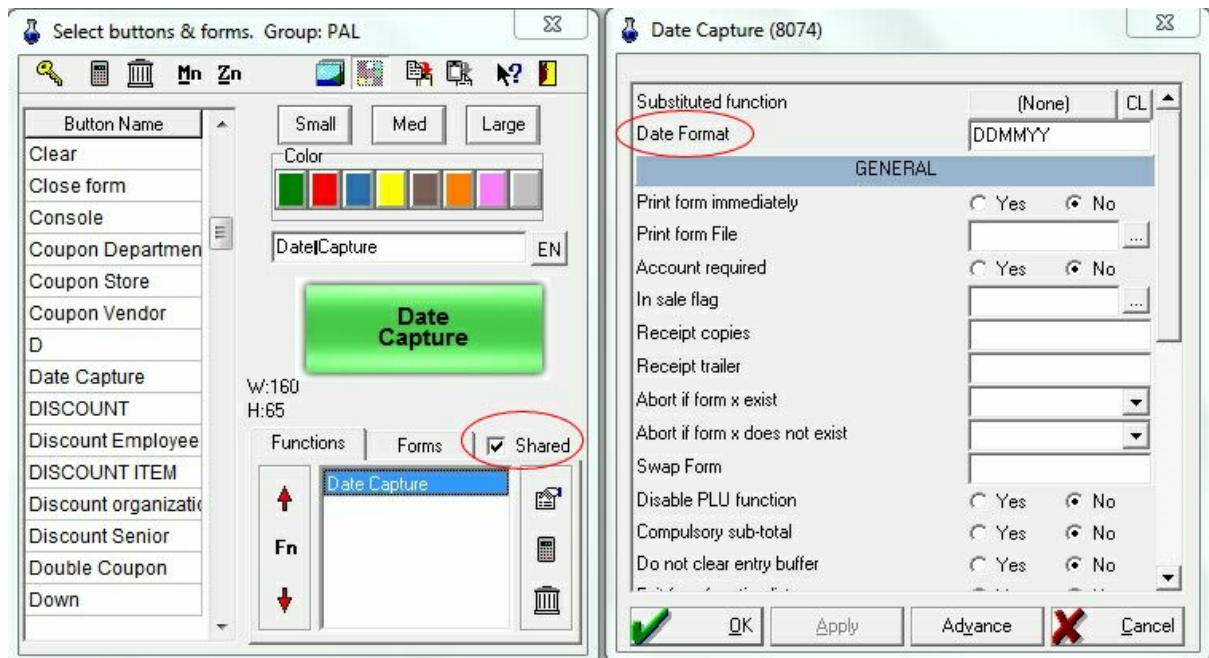 Select buttons & forms. Group: PAL
Mn Zn
Button Name
Clear
Close form
Console
Coupon Departmen
Coupon Store
Coupon Vendor
D
Date Capture
DISCOUNT
Discount Employee
DISCOUNT ITEM
Discount organizatio
Discount Senior
Double Coupon
Down
Small Med Large
Color
Date|Capture EN
Date
Capture
W:160
H:65
Functions Forms Shared
Date Capture
Fn
Date Capture (8074)
Substituted function (None) CL
Date Format DDMMYY
GENERAL
Print form immediately Yes No
Print form File ...
Account required Yes No
In sale flag ...
Receipt copies
Receipt trailer
Abort if form x exist
Abort if form x does not exist
Swap Form
Disable PLU function Yes No
Compulsory sub-total Yes No
Do not clear entry buffer Yes No
OK Apply Advance Cancel